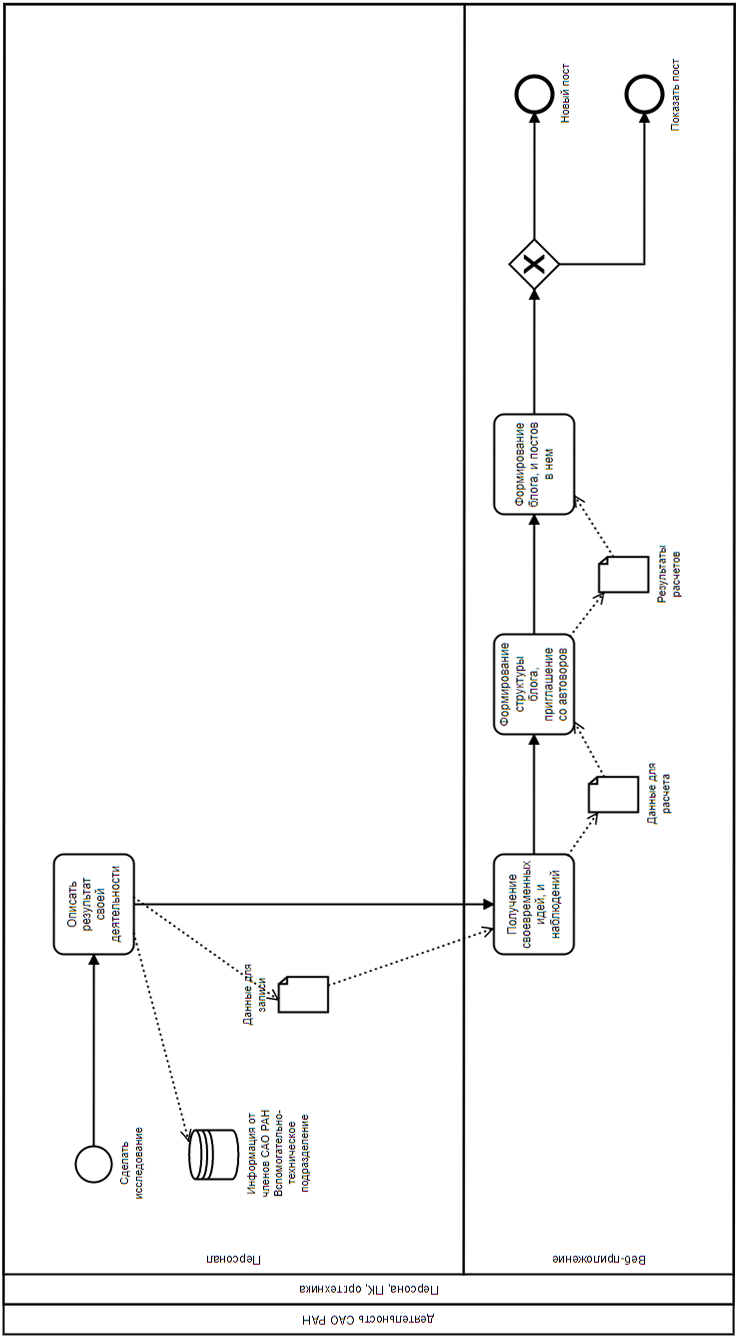 деятельность САО РАН
Персона, ПК, оргтехника
Персонал
Сделать
исследование
Описать
результат
своей
деятельности
Информация от
членов САО РАН
Вспомогательно-
техническое
подразделение
Данные для
записи
Веб-приложение
Получение
своевременных
идей, и
наблюдений
Данные для
расчета
Формирование
структуры
блога,
приглашение
со автоворов
Результаты
расчетов
Формирование
блога, и постов
в нем
X
Новый пост
Показать пост